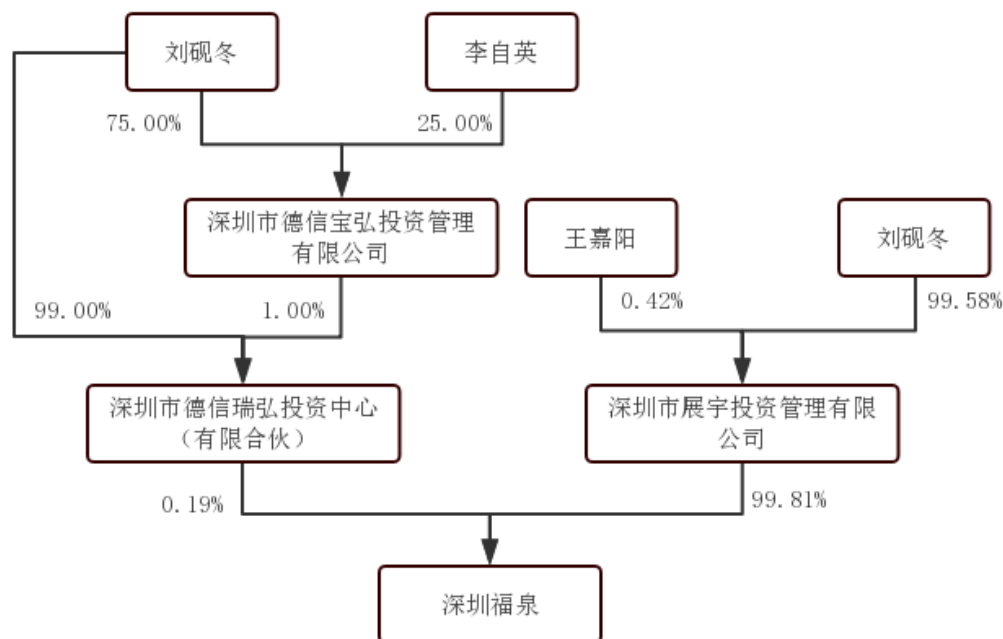 刘砚冬
李自英
75.00%
25.00%
深圳市德信宝弘投资管理
有限公司
王嘉阳
刘砚冬
99.00%
1.00%
0.42%
99.58%
深圳市德信瑞弘投资中心
（有限合伙）
深圳市展宇投资管理有限
公司
0.19%
99.81%
深圳福泉